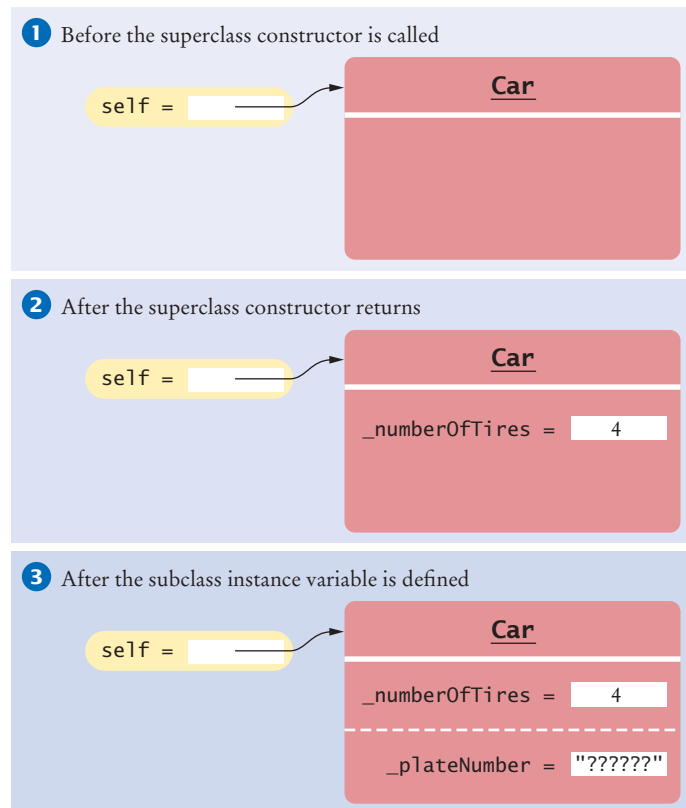 1 Before the superclass constructor is called
self =
Car
2 After the superclass constructor returns
self =
Car
_numberOfTires = 4
3 After the subclass instance variable is defined
self =
Car
_numberOfTires = 4
_plateNumber = "??????"